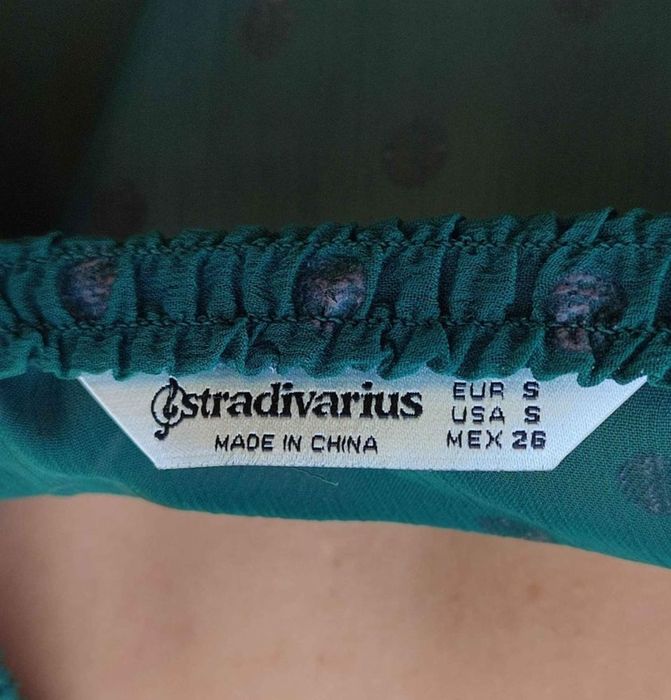 stradivarius
MADE IN CHINA
EUR S
USA S
MEX 26